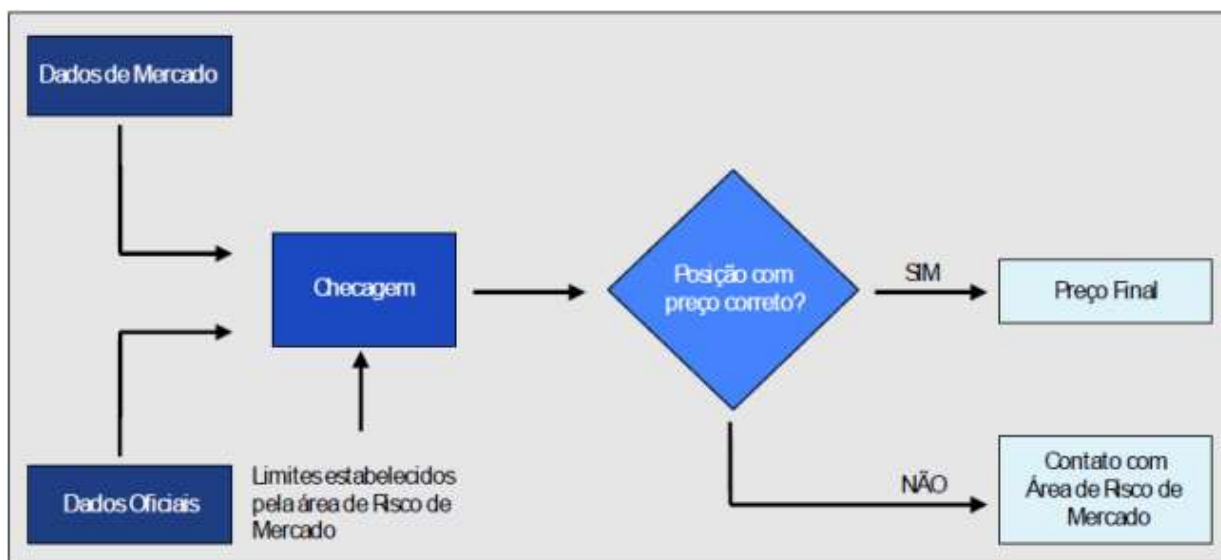 Dados de Mercado
Checagem
Posição com
preço correto?
SIM
Preço Final
NÃO
Contato com
Área de Risco de
Mercado
Dados Oficiais
Limites estabelecidos
pela área de Risco de
Mercado